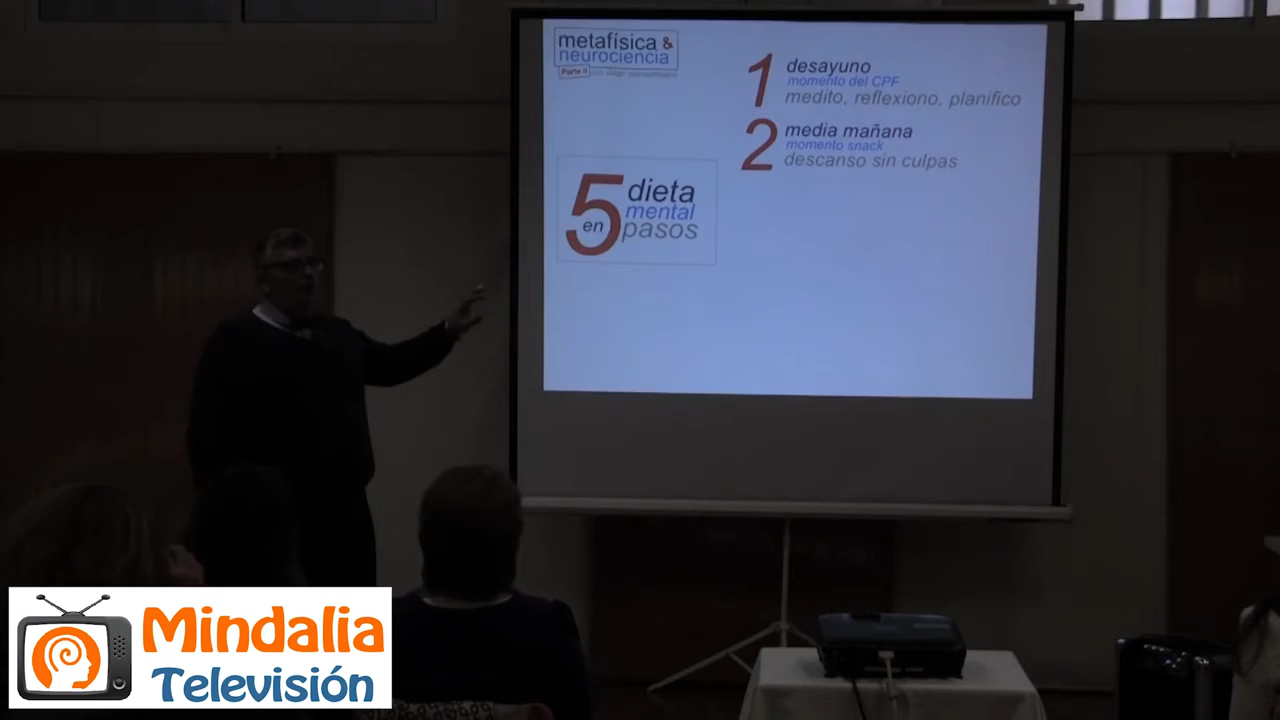 metafísica &
neurociencia
Parte II
1 desayuno
momento del CPF
medito, reflexiono, planifico
2 media mañana
momento snack
descanso sin culpas
5 en
dieta
mental
pasos
Mindalia
Televisión